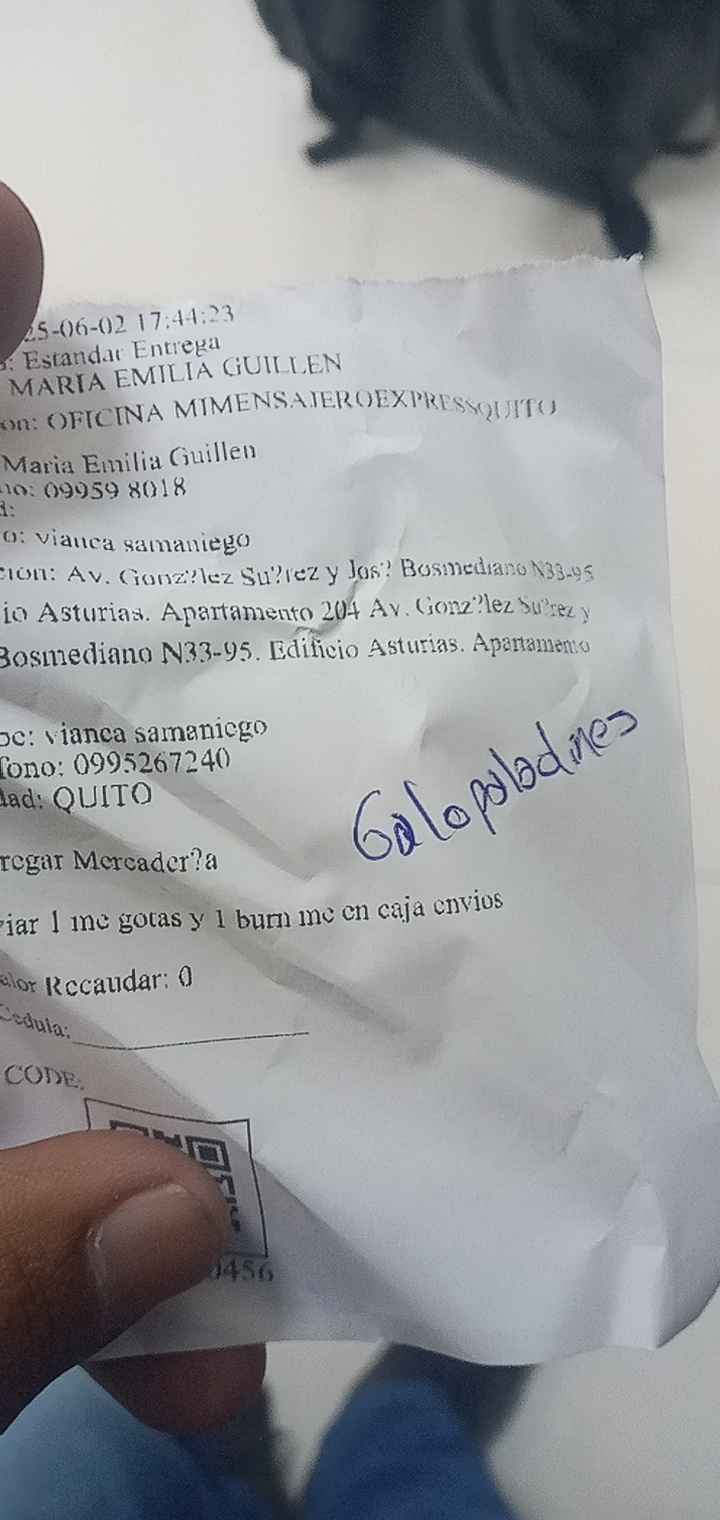 25-06-02 17:44:23
: Estandar Entrega
MARIA EMILIA GUILLEN
on: OFICINA MIMENSAJEROEXPRESSQUITO
Maria Emilia Guillen
no: 09959 8018
d:
o: vianca samaniego
cion: Av. Gonz?lez Su?rez y Jos? Bosmediano N33-95
io Asturias. Apartamento 204 Av. Gonz?lez Su?rez y
Bosmediano N33-95. Edificio Asturias. Apartamento
be: vianca samaniego
fono: 0995267240
dad: QUITO
Galo paladines
regar Mercader?a
iar 1 me gotas y 1 burn me en caja envios
alor Recaudar: 0
Cedula:
CODE:
0456